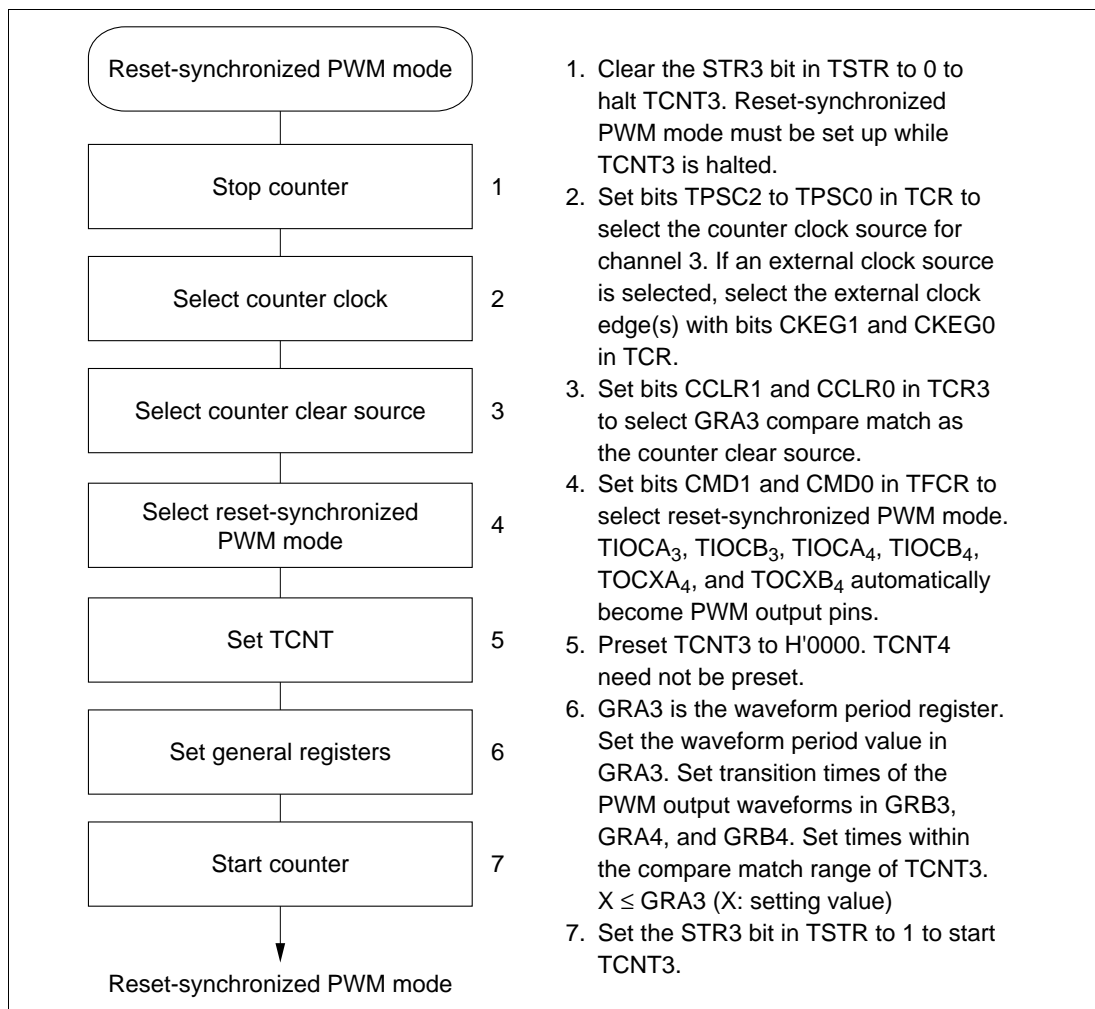 Reset-synchronized PWM mode
Stop counter
1
Select counter clock
2
Select counter clear source
3
Select reset-synchronized
PWM mode
4
Set TCNT
5
Set general registers
6
Start counter
7
Reset-synchronized PWM mode
1. Clear the STR3 bit in TSTR to 0 to
halt TCNT3. Reset-synchronized
PWM mode must be set up while
TCNT3 is halted.
2. Set bits TPSC2 to TPSC0 in TCR to
select the counter clock source for
channel 3. If an external clock source
is selected, select the external clock
edge(s) with bits CKEG1 and CKEG0
in TCR.
3. Set bits CCLR1 and CCLR0 in TCR3
to select GRA3 compare match as
the counter clear source.
4. Set bits CMD1 and CMD0 in TFCR to
select reset-synchronized PWM mode.
TIOCA₃, TIOCB₃, TIOCA₄, TIOCB₄,
TOCXA₄, and TOCXB₄ automatically
become PWM output pins.
5. Preset TCNT3 to H'0000. TCNT4
need not be preset.
6. GRA3 is the waveform period register.
Set the waveform period value in
GRA3. Set transition times of the
PWM output waveforms in GRB3,
GRA4, and GRB4. Set times within
the compare match range of TCNT3.
X ≤ GRA3 (X: setting value)
7. Set the STR3 bit in TSTR to 1 to start
TCNT3.